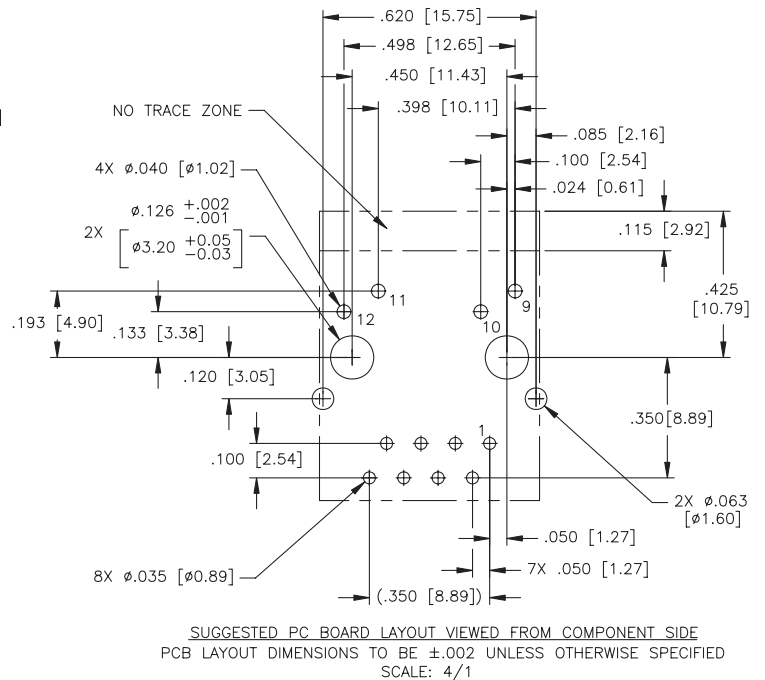 .620 [15.75]
.498 [12.65]
.450 [11.43]
NO TRACE ZONE
.398 [10.11]
.085 [2.16]
4X ø.040 [ø1.02]
.100 [2.54]
.024 [0.61]
ø.126 +.002 -.001
2X [ø3.20 +0.05 -0.03]
.115 [2.92]
.425
[10.79]
11
9
12
10
.193 [4.90]
.133 [3.38]
.120 [3.05]
.350[8.89]
1
.100 [2.54]
2X ø.063
[ø1.60]
.050 [1.27]
8X ø.035 [ø0.89]
7X .050 [1.27]
(.350 [8.89])
SUGGESTED PC BOARD LAYOUT VIEWED FROM COMPONENT SIDE
PCB LAYOUT DIMENSIONS TO BE ±.002 UNLESS OTHERWISE SPECIFIED
SCALE: 4/1